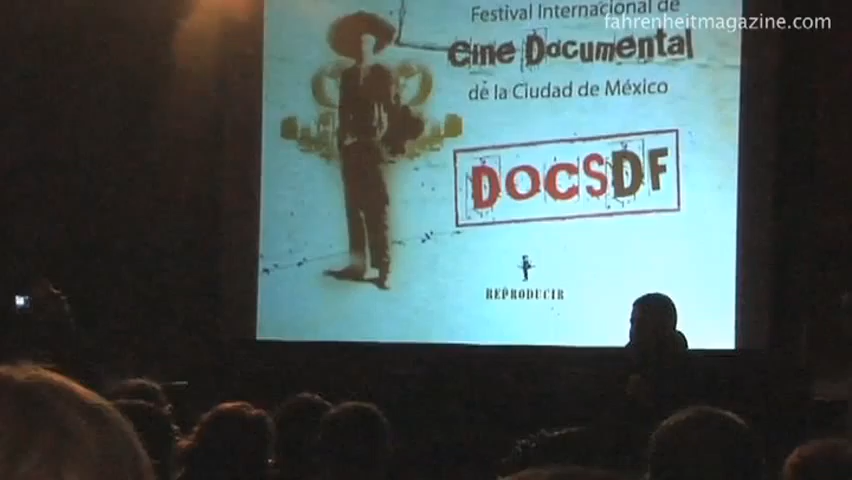 fahrenheitmagazine.com
Festival Internacional de
Cine Documental
de la Ciudad de México
DOCSDF
REPRODUCIR